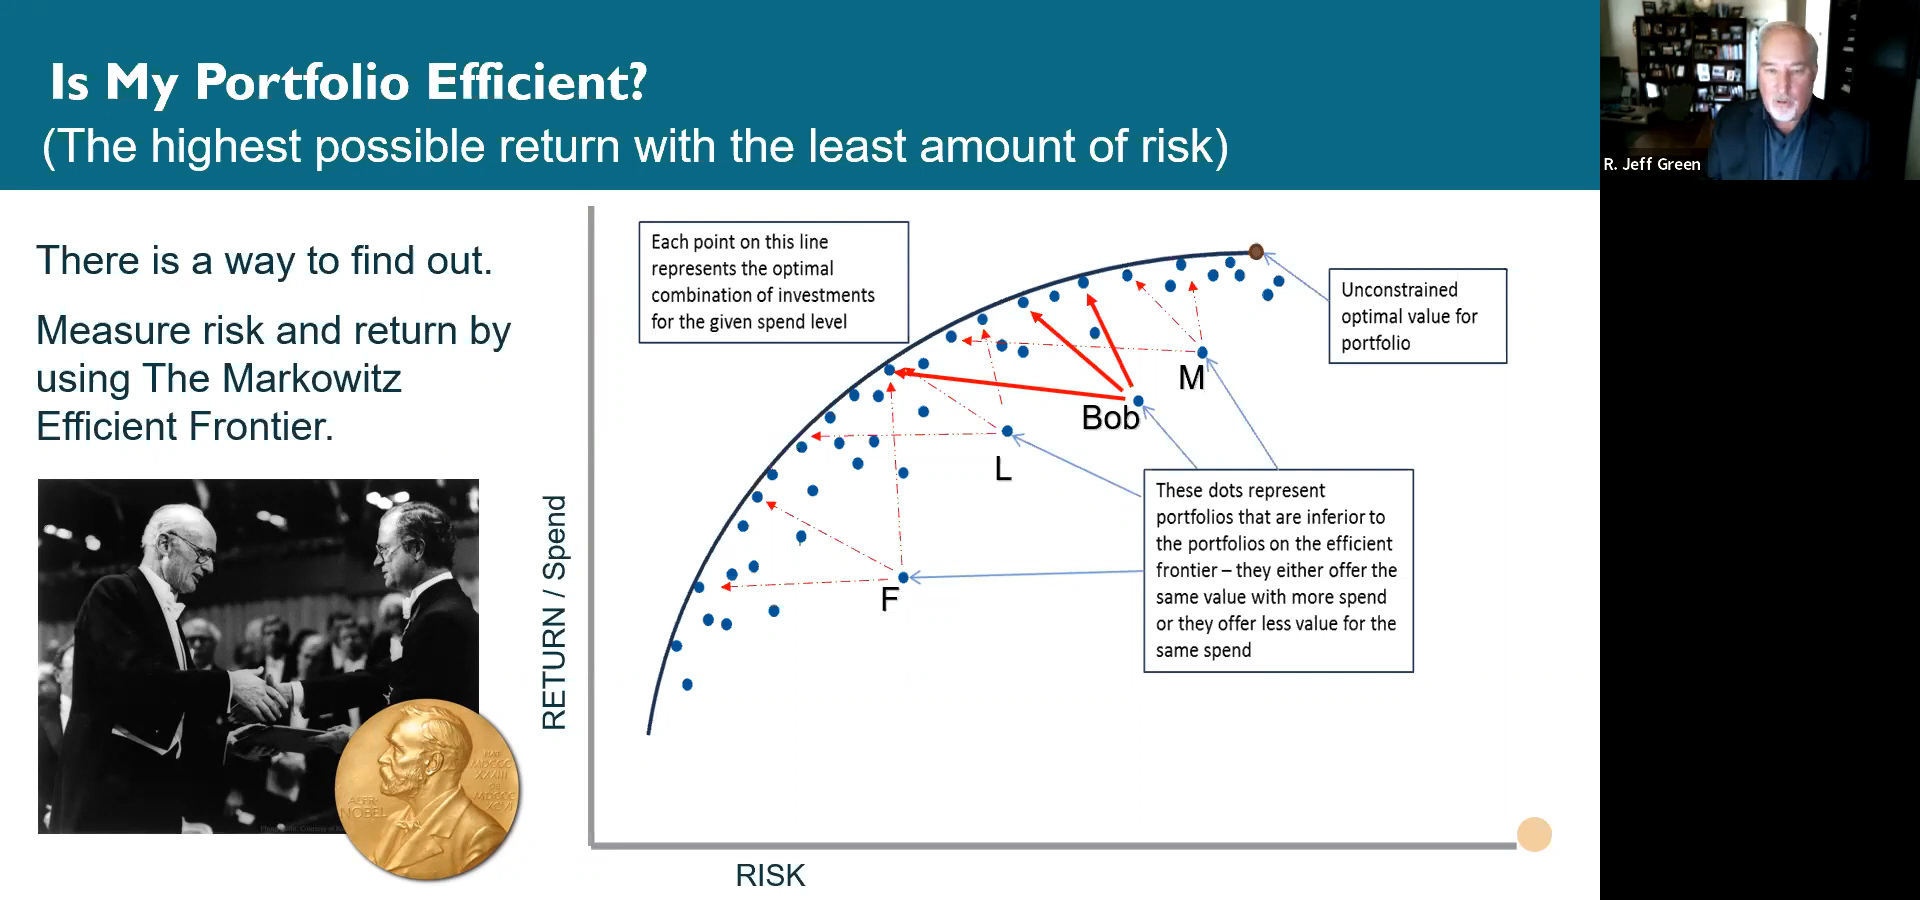 Is My Portfolio Efficient?
(The highest possible return with the least amount of risk)
R. Jeff Green
There is a way to find out.
Measure risk and return by
using The Markowitz
Efficient Frontier.
Each point on this line
represents the optimal
combination of investments
for the given spend level
Unconstrained
optimal value for
portfolio
M
Bob
L
F
These dots represent
portfolios that are inferior to
the portfolios on the efficient
frontier – they either offer the
same value with more spend
or they offer less value for the
same spend
RETURN / Spend
RISK
ALFR.
NOBEL